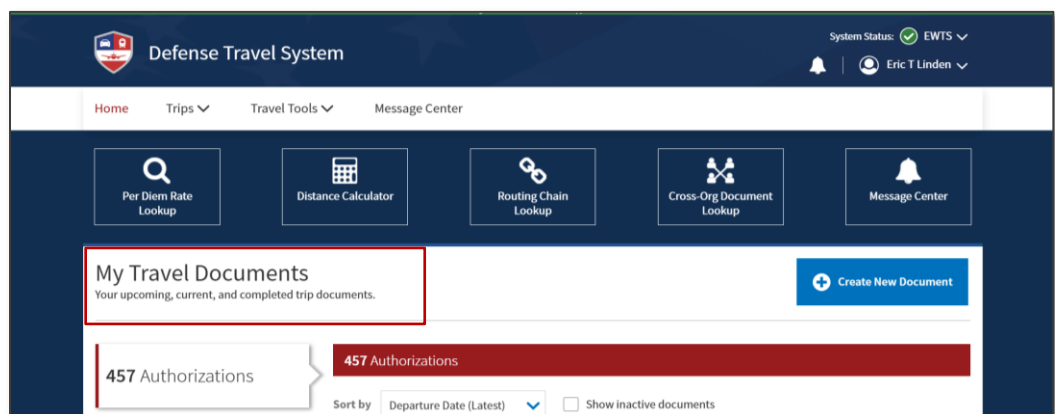 System Status: EWTS
Defense Travel System
Eric T Linden
Home Trips Travel Tools Message Center
Per Diem Rate
Lookup
Distance Calculator
Routing Chain
Lookup
Cross-Org Document
Lookup
Message Center
My Travel Documents
Your upcoming, current, and completed trip documents.
Create New Document
457 Authorizations
457 Authorizations
Sort by Departure Date (Latest) Show inactive documents